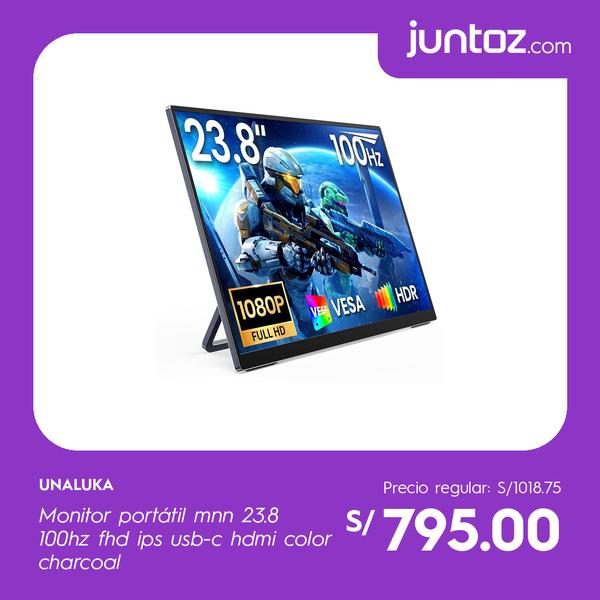 juntoz.com
23.8"
100Hz
1080P
FULL HD
VESA
VESA
HDR
UNALUKA
Monitor portátil mnn 23.8
100hz fhd ips usb-c hdmi color
charcoal
Precio regular: S/1018.75
S/795.00